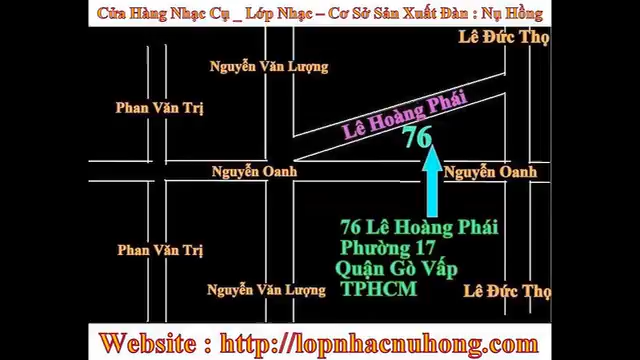 Cửa Hàng Nhạc Cụ _ Lớp Nhạc – Cơ Sở Sản Xuất Đàn : Nụ Hồng
Lê Đức Thọ
Nguyễn Văn Lượng
Phan Văn Trị
Lê Hoàng Phái
76
Nguyễn Oanh
Nguyễn Oanh
76 Lê Hoàng Phái
Phường 17
Phan Văn Trị
Quận Gò Vấp
Nguyễn Văn Lượng
TPHCM
Lê Đức Thọ
Website : http://lopnhacnuhong.com